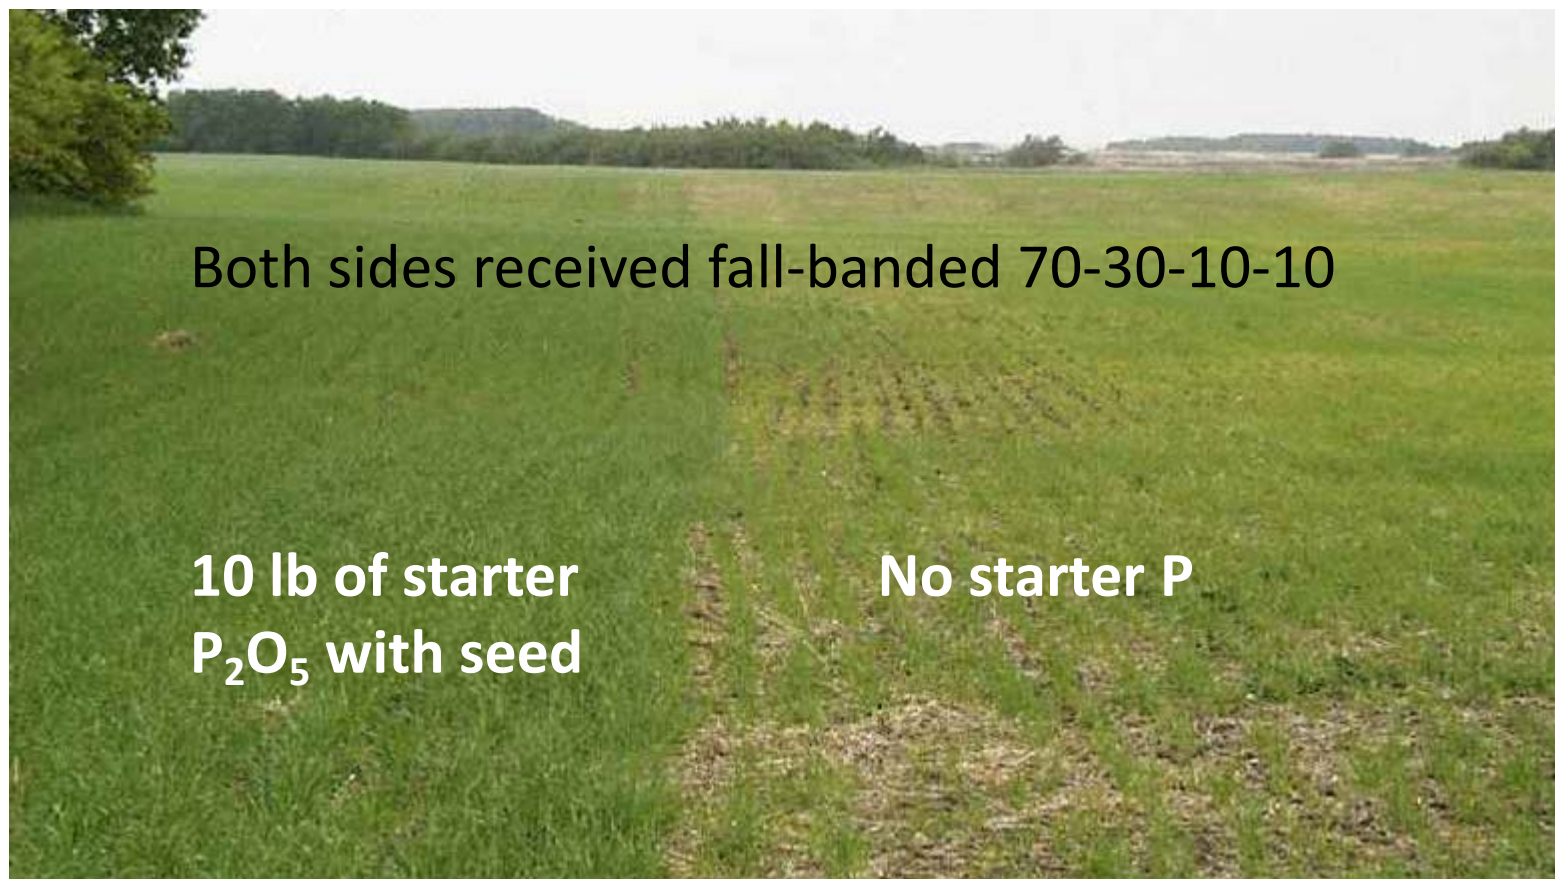 Both sides received fall-banded 70-30-10-10
10 lb of starter
P₂O₅ with seed
No starter P